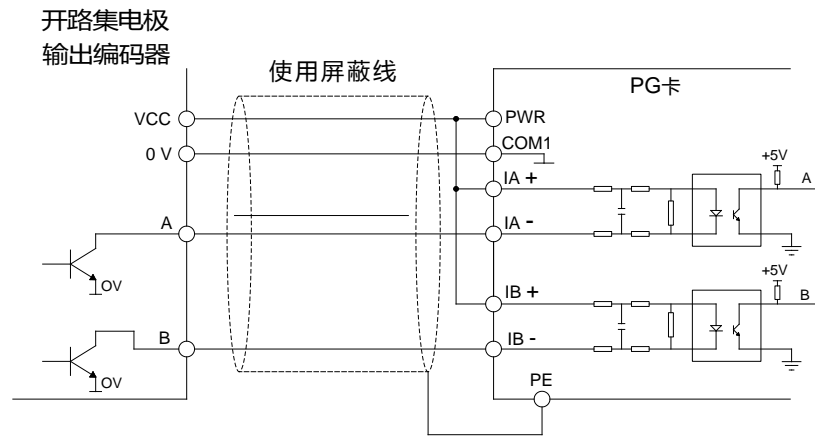 开路集电极
输出编码器
使用屏蔽线
PG卡
VCC
PWR
0 V
COM1
+5V
IA +
A
A
IA -
OV
+5V
IB +
B
B
IB -
OV
PE